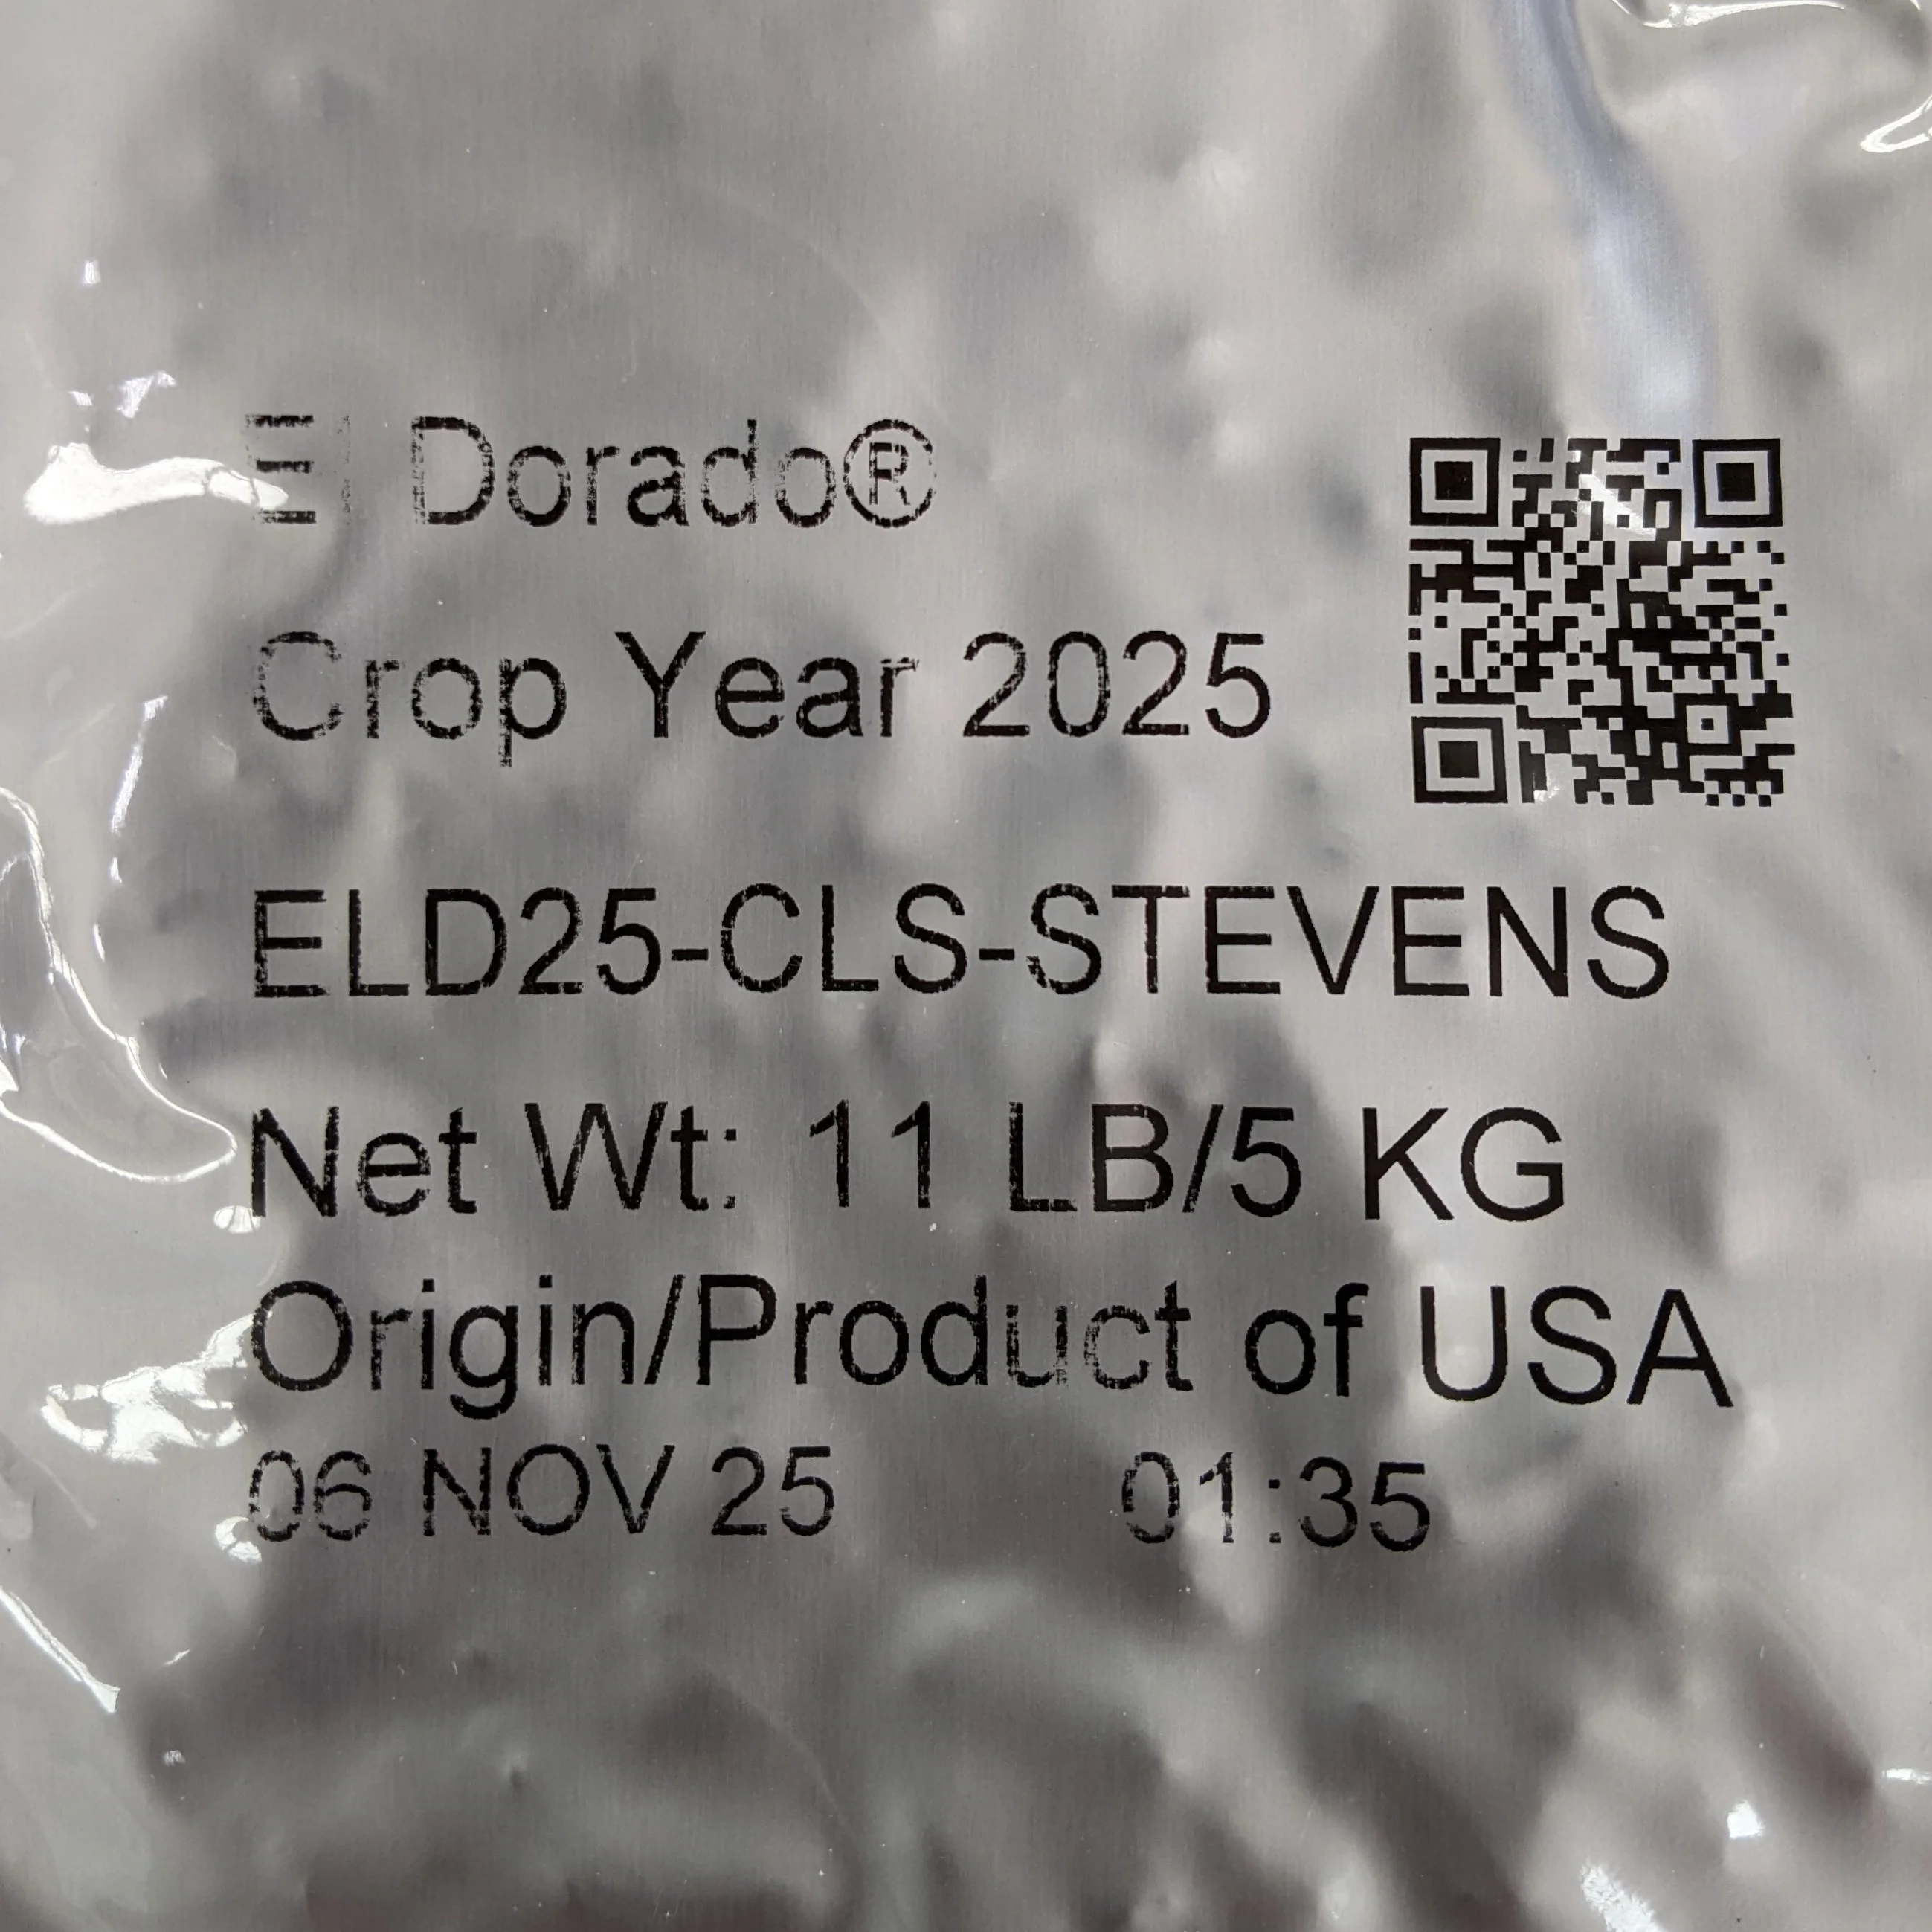 El Dorado®
Crop Year 2025
ELD25-CLS-STEVENS
Net Wt: 11 LB/5 KG
Origin/Product of USA
06 NOV 25 01:35